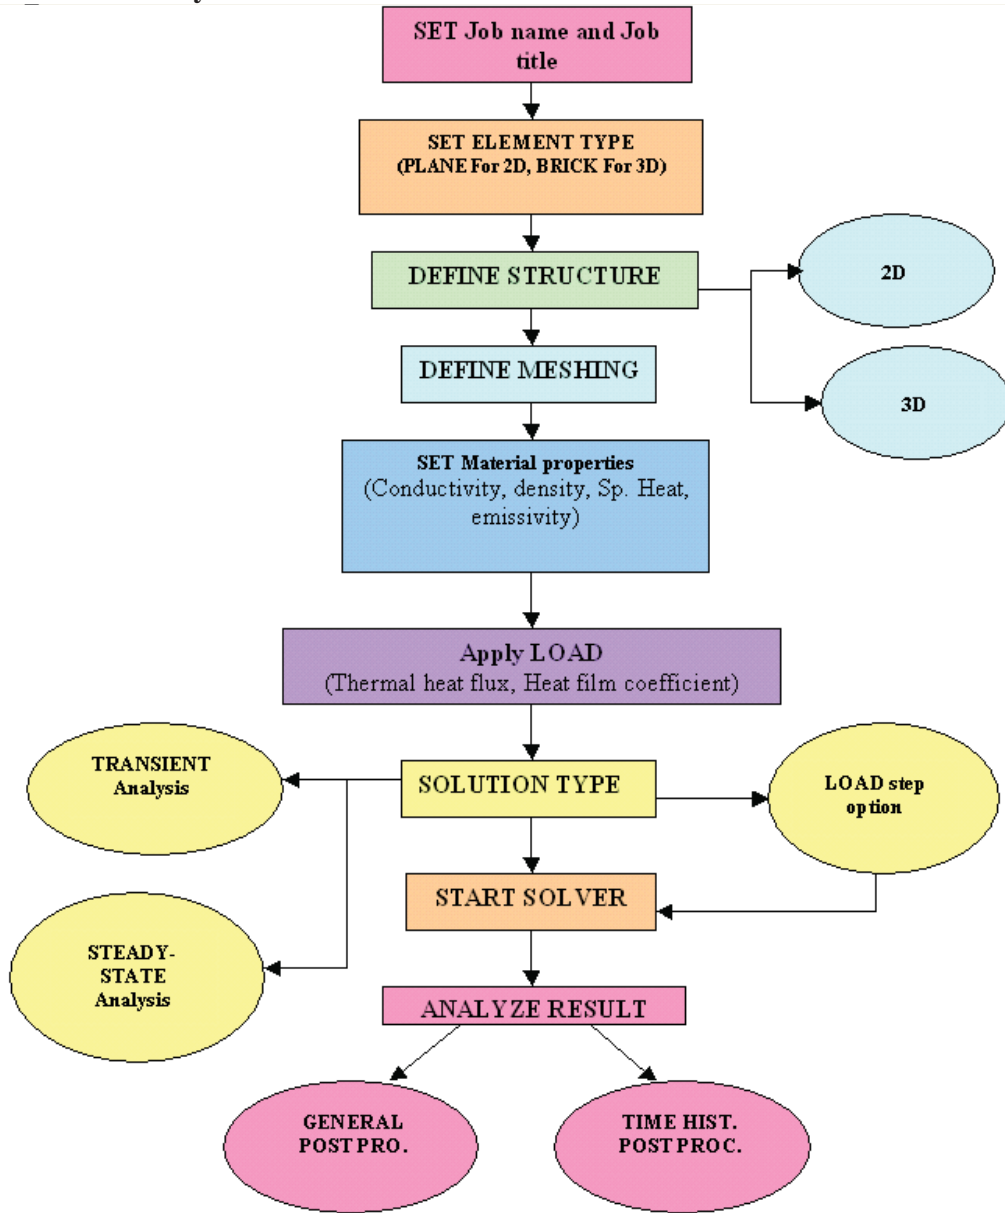 SET Job name and Job
title
SET ELEMENT TYPE
(PLANE For 2D, BRICK For 3D)
DEFINE STRUCTURE
2D
DEFINE MESHING
3D
SET Material properties
(Conductivity, density, Sp. Heat,
emissivity)
Apply LOAD
(Thermal heat flux, Heat film coefficient)
TRANSIENT
Analysis
SOLUTION TYPE
LOAD step
option
START SOLVER
STEADY-
STATE
Analysis
ANALYZE RESULT
GENERAL
POST PRO.
TIME HIST.
POST PROC.